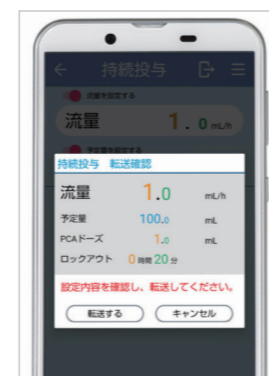 持続投与
流量を設定する
流量 1.0 mL/h
予定量を設定する
持続投与 転送確認
流量 1.0 mL/h
予定量 100.0 mL
PCAドーズ 1.0 mL
ロックアウト 0時間20分
設定内容を確認し、転送してください。
転送する キャンセル